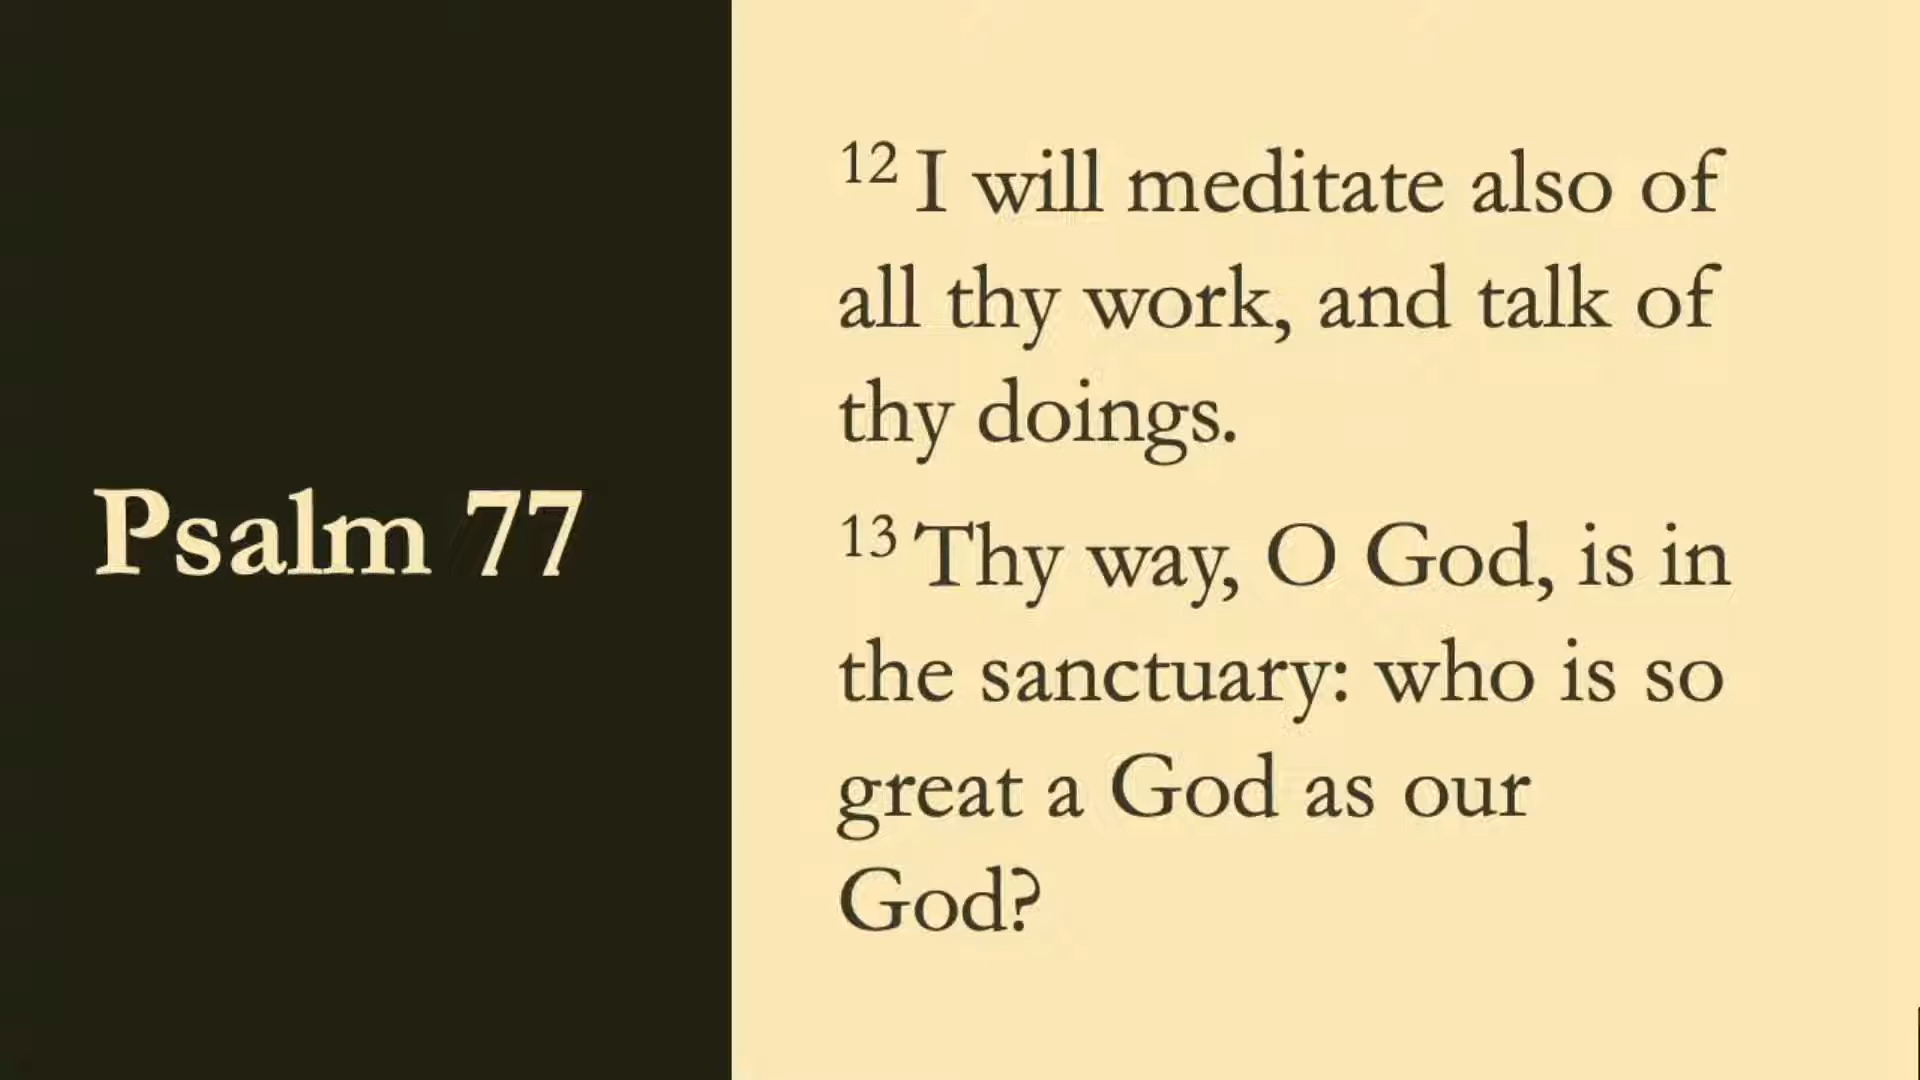 Psalm 77
12 I will meditate also of
all thy work, and talk of
thy doings.
13 Thy way, O God, is in
the sanctuary: who is so
great a God as our
God?